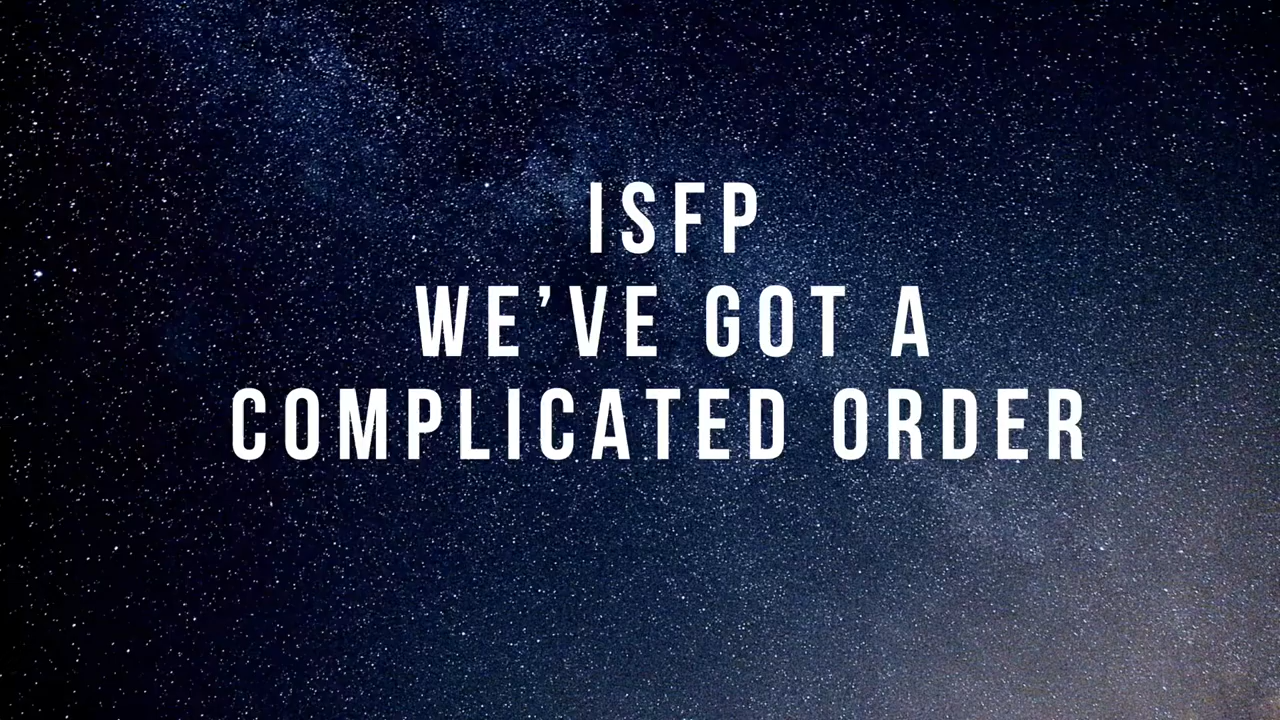 ISFP
WE’VE GOT A
COMPLICATED ORDER